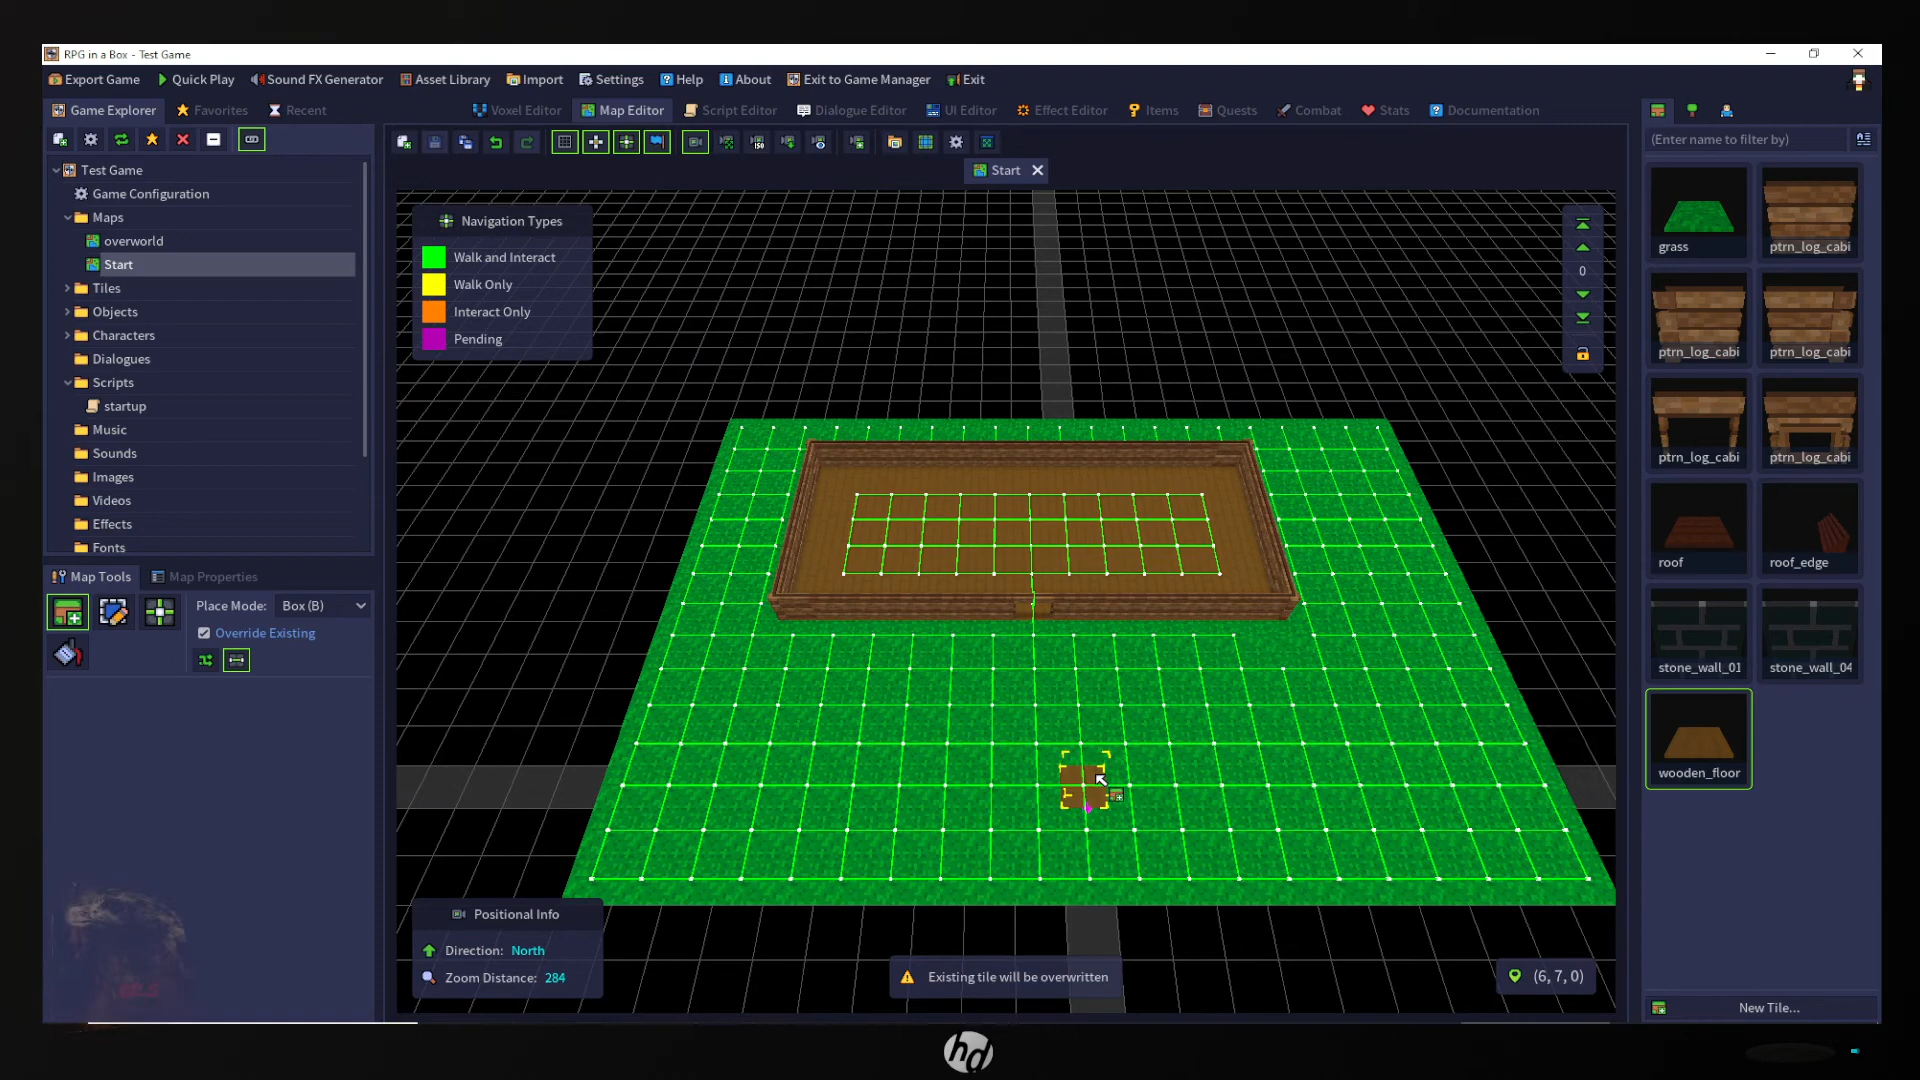 RPG in a Box - Test Game
Export Game
Quick Play
Sound FX Generator
Asset Library
Import
Settings
Help
About
Exit to Game Manager
Exit
Game Explorer
Favorites
Recent
Voxel Editor
Map Editor
Script Editor
Dialogue Editor
UI Editor
Effect Editor
Items
Quests
Combat
Stats
Documentation
(Enter name to filter by)
Start
Test Game
Game Configuration
Maps
overworld
Start
Tiles
Objects
Characters
Dialogues
Scripts
startup
Music
Sounds
Images
Videos
Effects
Fonts
Map Tools
Map Properties
Place Mode:
Box (B)
Override Existing
Navigation Types
Walk and Interact
Walk Only
Interact Only
Pending
0
Positional Info
Direction: North
Zoom Distance: 284
Existing tile will be overwritten
(6, 7, 0)
grass
ptrn_log_cabi
ptrn_log_cabi
ptrn_log_cabi
ptrn_log_cabi
ptrn_log_cabi
roof
roof_edge
stone_wall_01
stone_wall_04
wooden_floor
New Tile...
hp